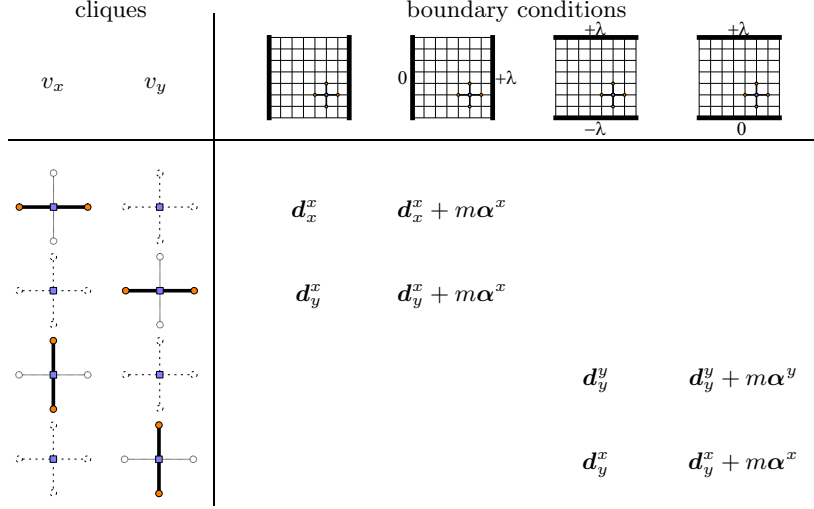 cliques boundary conditions
+λ +λ
v_x v_y 0 +λ
−λ 0
d_x^x d_x^x + mα^x
d_y^x d_y^x + mα^x
d_y^y d_y^y + mα^y
d_y^x d_y^x + mα^x